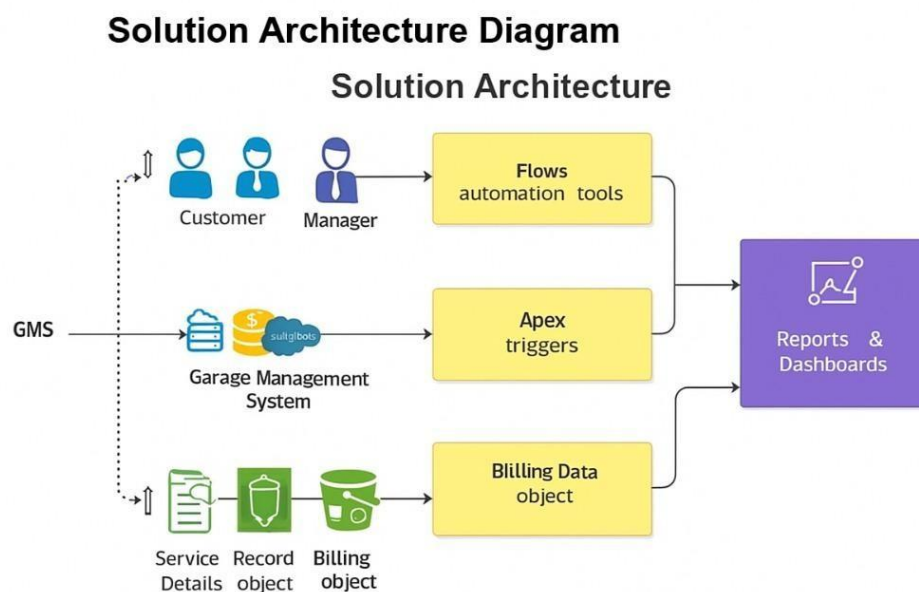 Solution Architecture Diagram
Solution Architecture
Customer
Manager
Flows
automation tools
GMS
Garage Management
System
Apex
triggers
Reports &
Dashboards
Service
Details
Record
object
Billing
object
Blilling Data
object